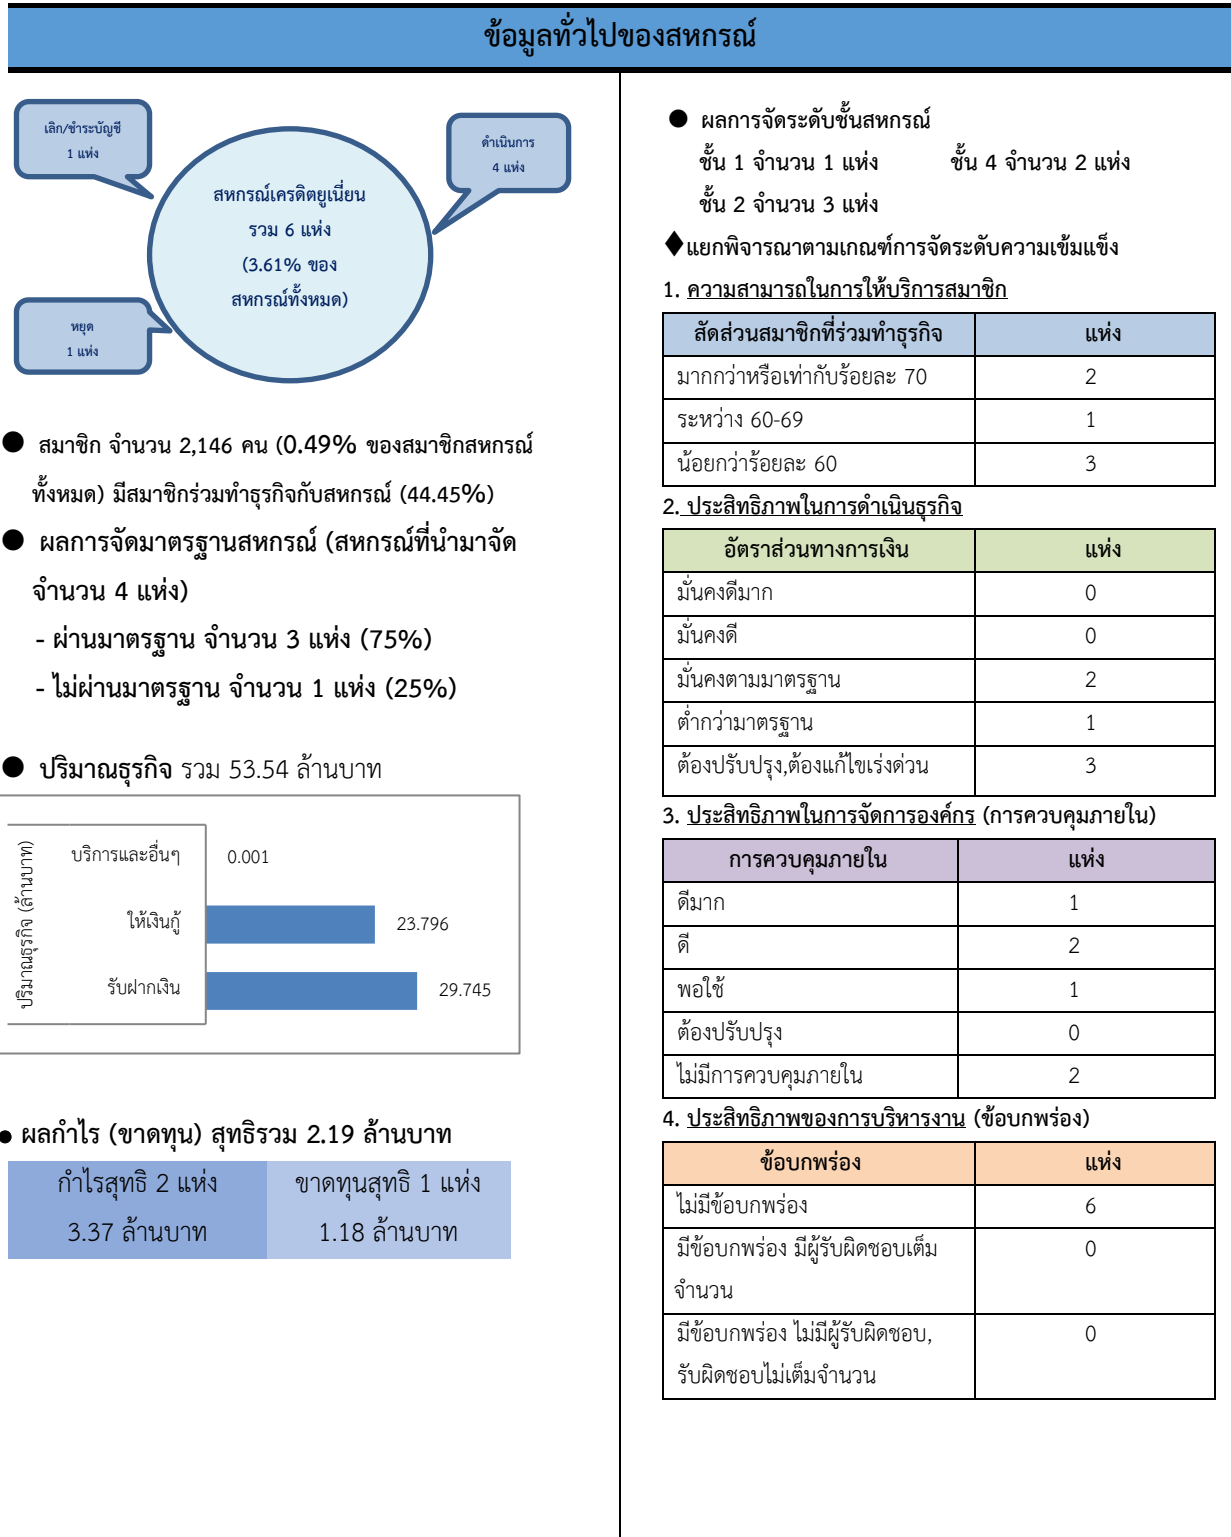 ข้อมูลทั่วไปของสหกรณ์
เลิก/ชำระบัญชี
1 แห่ง
ดำเนินการ
4 แห่ง
สหกรณ์เครดิตยูเนี่ยน
รวม 6 แห่ง
(3.61% ของ
สหกรณ์ทั้งหมด)
หยุด
1 แห่ง
● สมาชิก จำนวน 2,146 คน (0.49% ของสมาชิกสหกรณ์
ทั้งหมด) มีสมาชิกร่วมทำธุรกิจกับสหกรณ์ (44.45%)
● ผลการจัดมาตรฐานสหกรณ์ (สหกรณ์ที่นำมาจัด
จำนวน 4 แห่ง)
- ผ่านมาตรฐาน จำนวน 3 แห่ง (75%)
- ไม่ผ่านมาตรฐาน จำนวน 1 แห่ง (25%)
● ปริมาณธุรกิจ รวม 53.54 ล้านบาท
ปริมาณธุรกิจ (ล้านบาท)
บริการและอื่นๆ 0.001
ให้เงินกู้ 23.796
รับฝากเงิน 29.745
● ผลกำไร (ขาดทุน) สุทธิรวม 2.19 ล้านบาท
กำไรสุทธิ 2 แห่ง ขาดทุนสุทธิ 1 แห่ง
3.37 ล้านบาท 1.18 ล้านบาท
● ผลการจัดระดับชั้นสหกรณ์
ชั้น 1 จำนวน 1 แห่ง ชั้น 4 จำนวน 2 แห่ง
ชั้น 2 จำนวน 3 แห่ง
♦แยกพิจารณาตามเกณฑ์การจัดระดับความเข้มแข็ง
1. ความสามารถในการให้บริการสมาชิก
สัดส่วนสมาชิกที่ร่วมทำธุรกิจ แห่ง
มากกว่าหรือเท่ากับร้อยละ 70 2
ระหว่าง 60-69 1
น้อยกว่าร้อยละ 60 3
2. ประสิทธิภาพในการดำเนินธุรกิจ
อัตราส่วนทางการเงิน แห่ง
มั่นคงดีมาก 0
มั่นคงดี 0
มั่นคงตามมาตรฐาน 2
ต่ำกว่ามาตรฐาน 1
ต้องปรับปรุง,ต้องแก้ไขเร่งด่วน 3
3. ประสิทธิภาพในการจัดการองค์กร (การควบคุมภายใน)
การควบคุมภายใน แห่ง
ดีมาก 1
ดี 2
พอใช้ 1
ต้องปรับปรุง 0
ไม่มีการควบคุมภายใน 2
4. ประสิทธิภาพของการบริหารงาน (ข้อบกพร่อง)
ข้อบกพร่อง แห่ง
ไม่มีข้อบกพร่อง 6
มีข้อบกพร่อง มีผู้รับผิดชอบเต็ม 0
จำนวน
มีข้อบกพร่อง ไม่มีผู้รับผิดชอบ, 0
รับผิดชอบไม่เต็มจำนวน